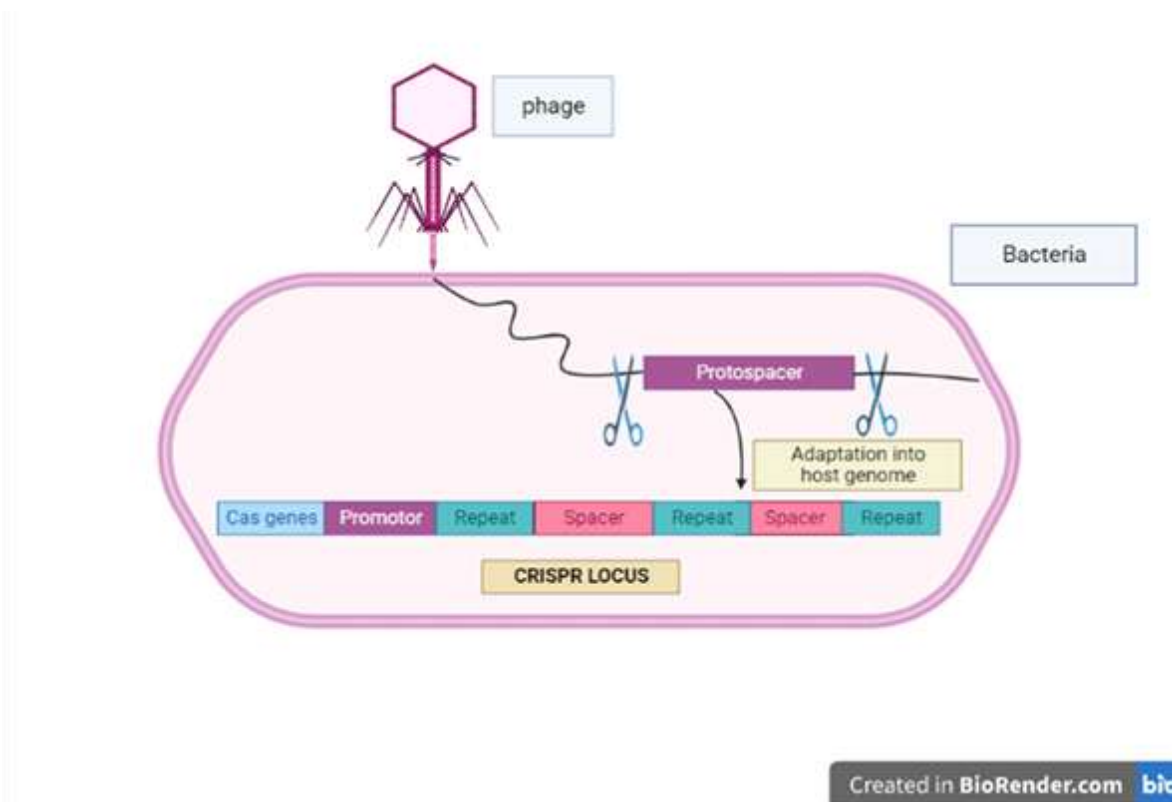 phage
Bacteria
Protospacer
Adaptation into
host genome
Cas genes Promotor Repeat Spacer Repeat Spacer Repeat
CRISPR LOCUS
Created in BioRender.com